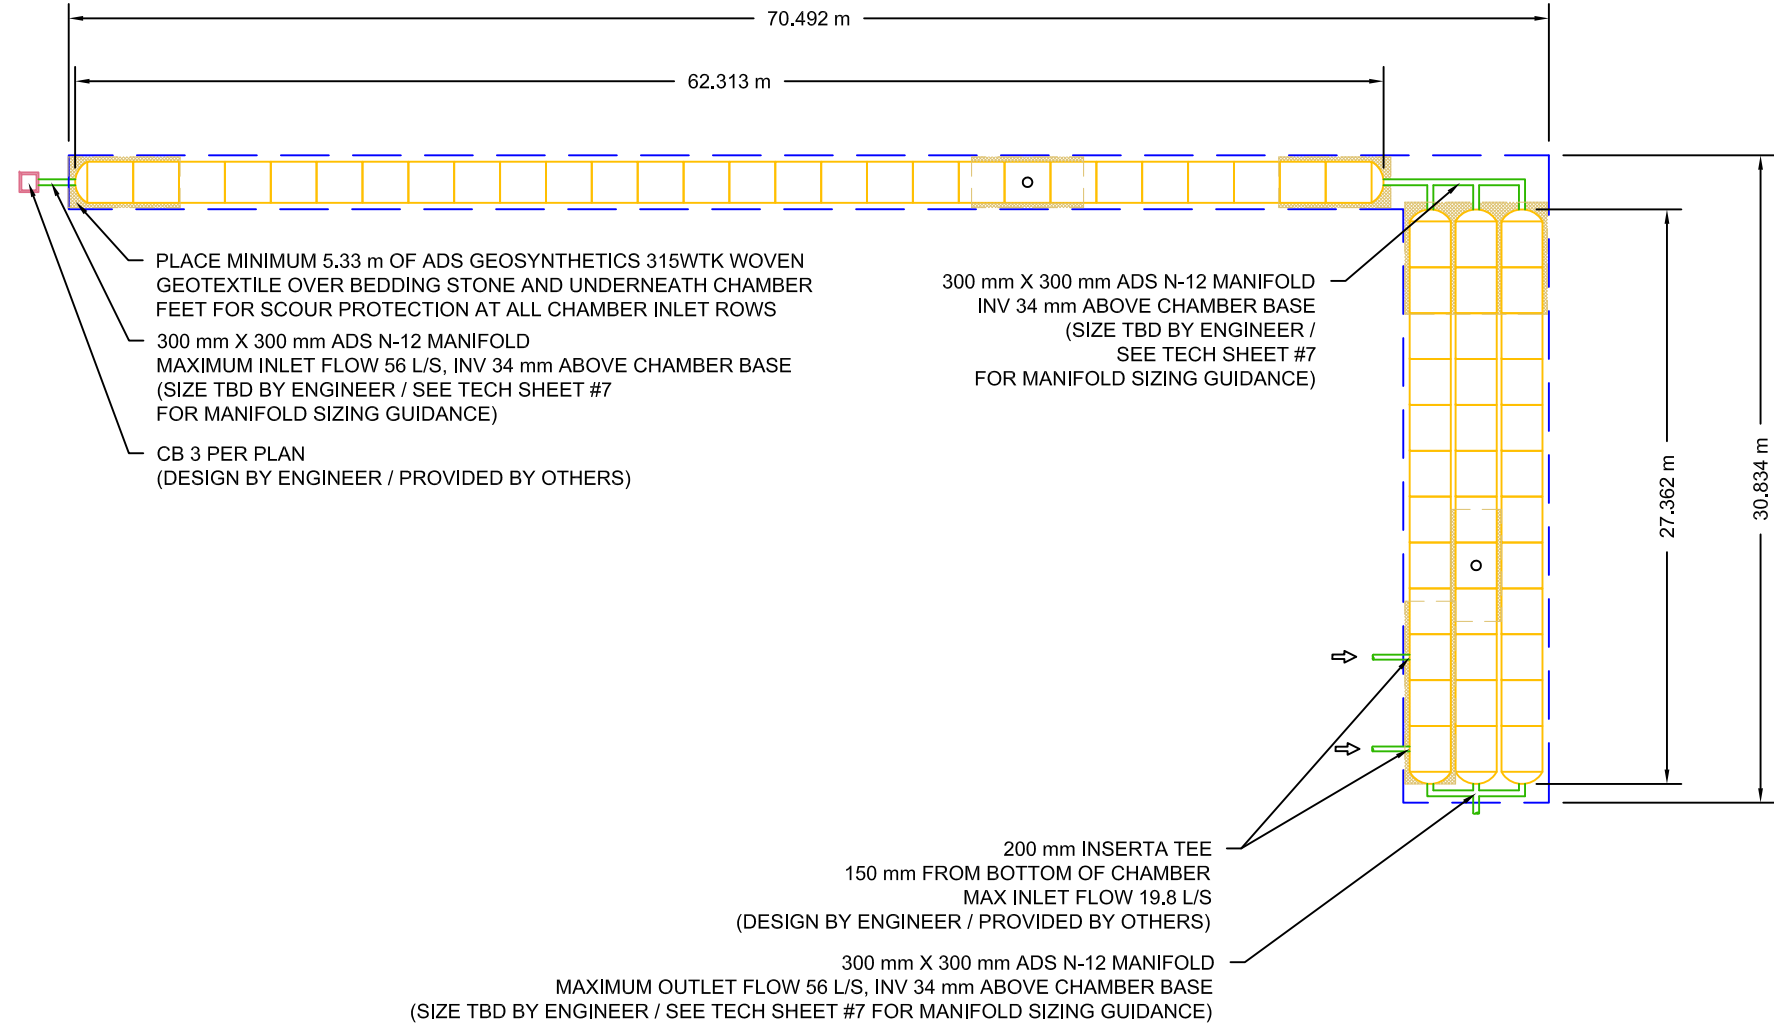 70.492 m
62.313 m
PLACE MINIMUM 5.33 m OF ADS GEOSYNTHETICS 315WTK WOVEN
GEOTEXTILE OVER BEDDING STONE AND UNDERNEATH CHAMBER
FEET FOR SCOUR PROTECTION AT ALL CHAMBER INLET ROWS
300 mm X 300 mm ADS N-12 MANIFOLD
MAXIMUM INLET FLOW 56 L/S, INV 34 mm ABOVE CHAMBER BASE
(SIZE TBD BY ENGINEER / SEE TECH SHEET #7
FOR MANIFOLD SIZING GUIDANCE)
CB 3 PER PLAN
(DESIGN BY ENGINEER / PROVIDED BY OTHERS)
300 mm X 300 mm ADS N-12 MANIFOLD
INV 34 mm ABOVE CHAMBER BASE
(SIZE TBD BY ENGINEER /
SEE TECH SHEET #7
FOR MANIFOLD SIZING GUIDANCE)
27.362 m
30.834 m
200 mm INSERTA TEE
150 mm FROM BOTTOM OF CHAMBER
MAX INLET FLOW 19.8 L/S
(DESIGN BY ENGINEER / PROVIDED BY OTHERS)
300 mm X 300 mm ADS N-12 MANIFOLD
MAXIMUM OUTLET FLOW 56 L/S, INV 34 mm ABOVE CHAMBER BASE
(SIZE TBD BY ENGINEER / SEE TECH SHEET #7 FOR MANIFOLD SIZING GUIDANCE)